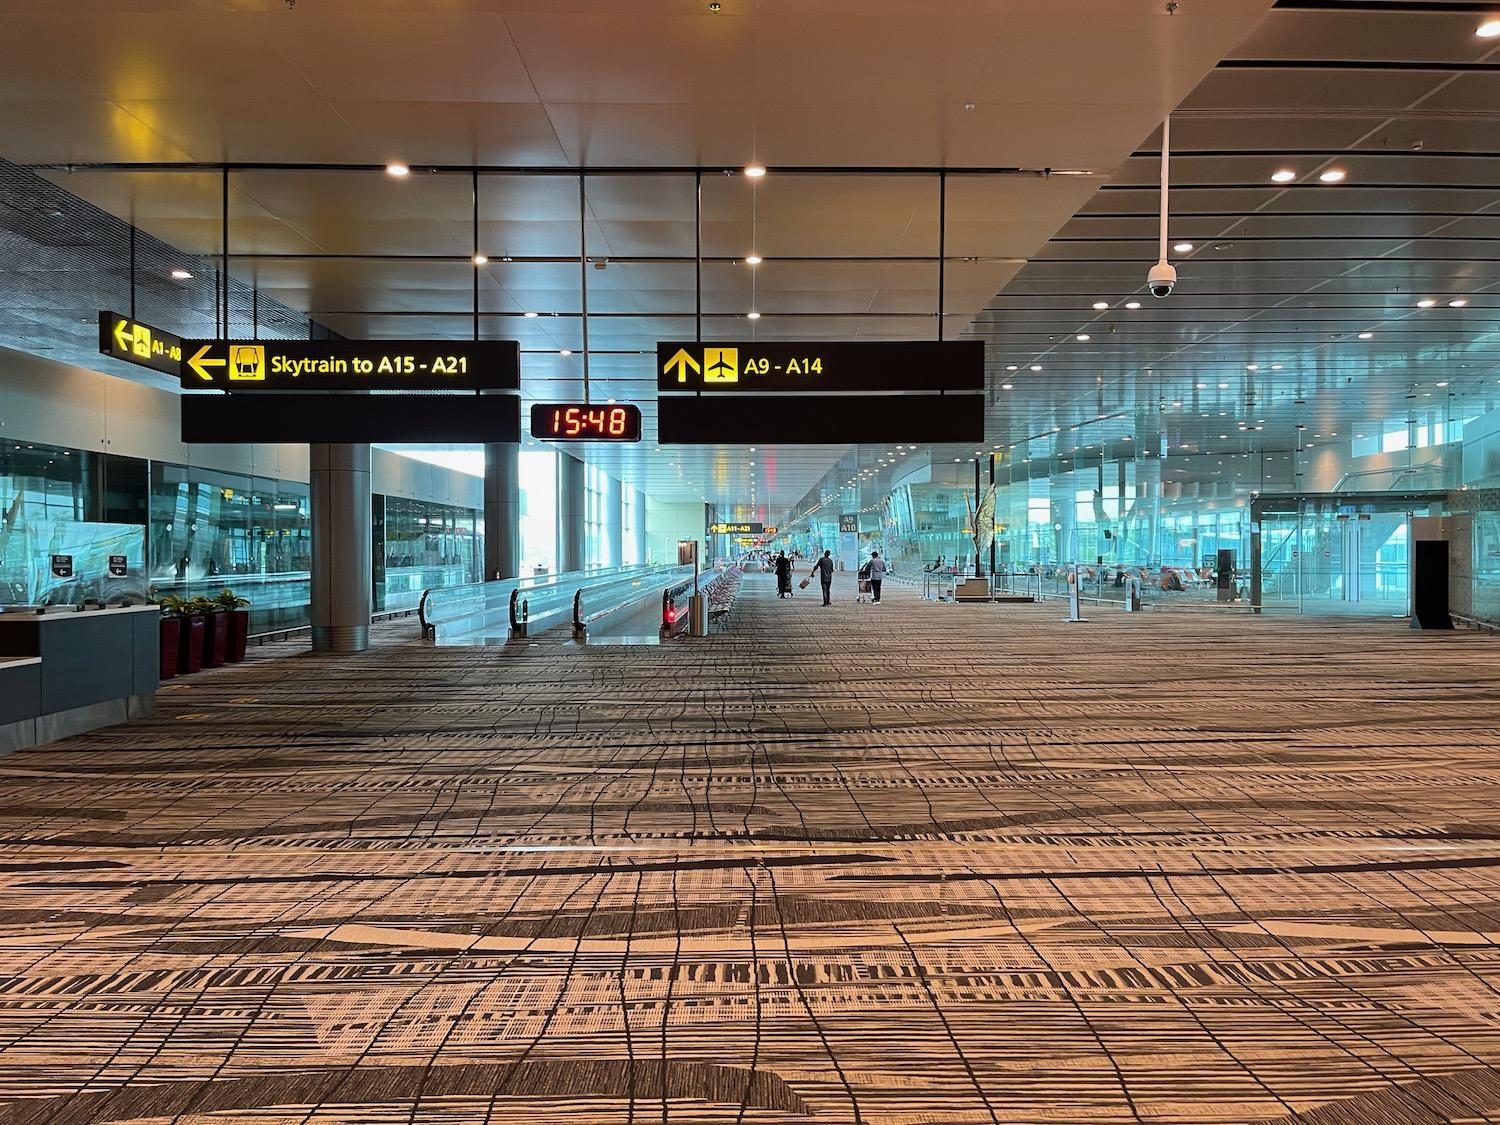 A1 - A8
Skytrain to A15 - A21
15:48
A9 - A14
A11-A21
A9
A10